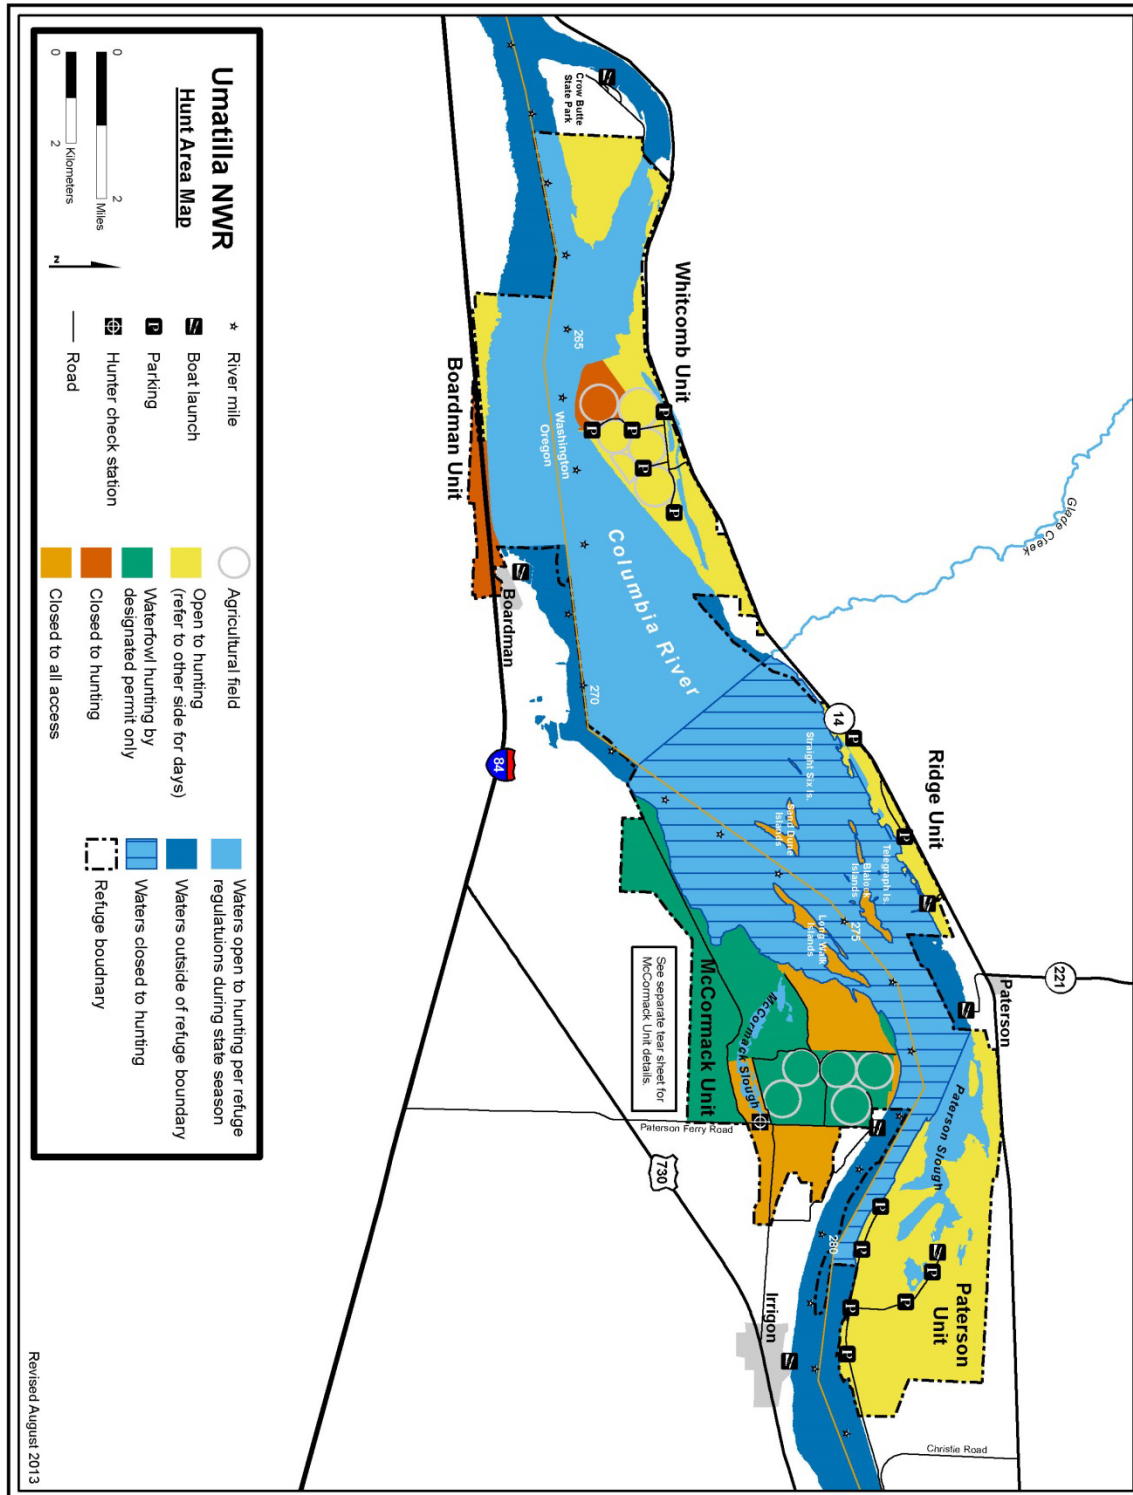 Umatilla NWR
Hunt Area Map
0
2
Miles
0
2
Kilometers
N
River mile
Boat launch
P
Parking
Hunter check station
Road
Agricultural field
Open to hunting
(refer to other side for days)
Waterfowl hunting by
designated permit only
Closed to hunting
Closed to all access
Waters open to hunting per refuge
regulatuions during state season
Waters outside of refuge boundary
Waters closed to hunting
Refuge boudnary
Crow Butte
State Park
Whitcomb Unit
265
Washington
Oregon
Boardman Unit
Boardman
Columbia River
Glade Creek
270
84
14
Ridge Unit
Straight Six Is.
Sand Dune
Islands
Telegraph Is.
Blalock
Islands
Long Walk
Islands
275
221
Paterson
McCormack Unit
McCormack Slough
See separate tear sheet for
McCormack Unit details.
Paterson Ferry Road
730
Paterson Slough
Paterson
Unit
280
Irrigon
Christie Road
P
P
P
P
P
P
P
P
P
P
P
P
P
Revised August 2013